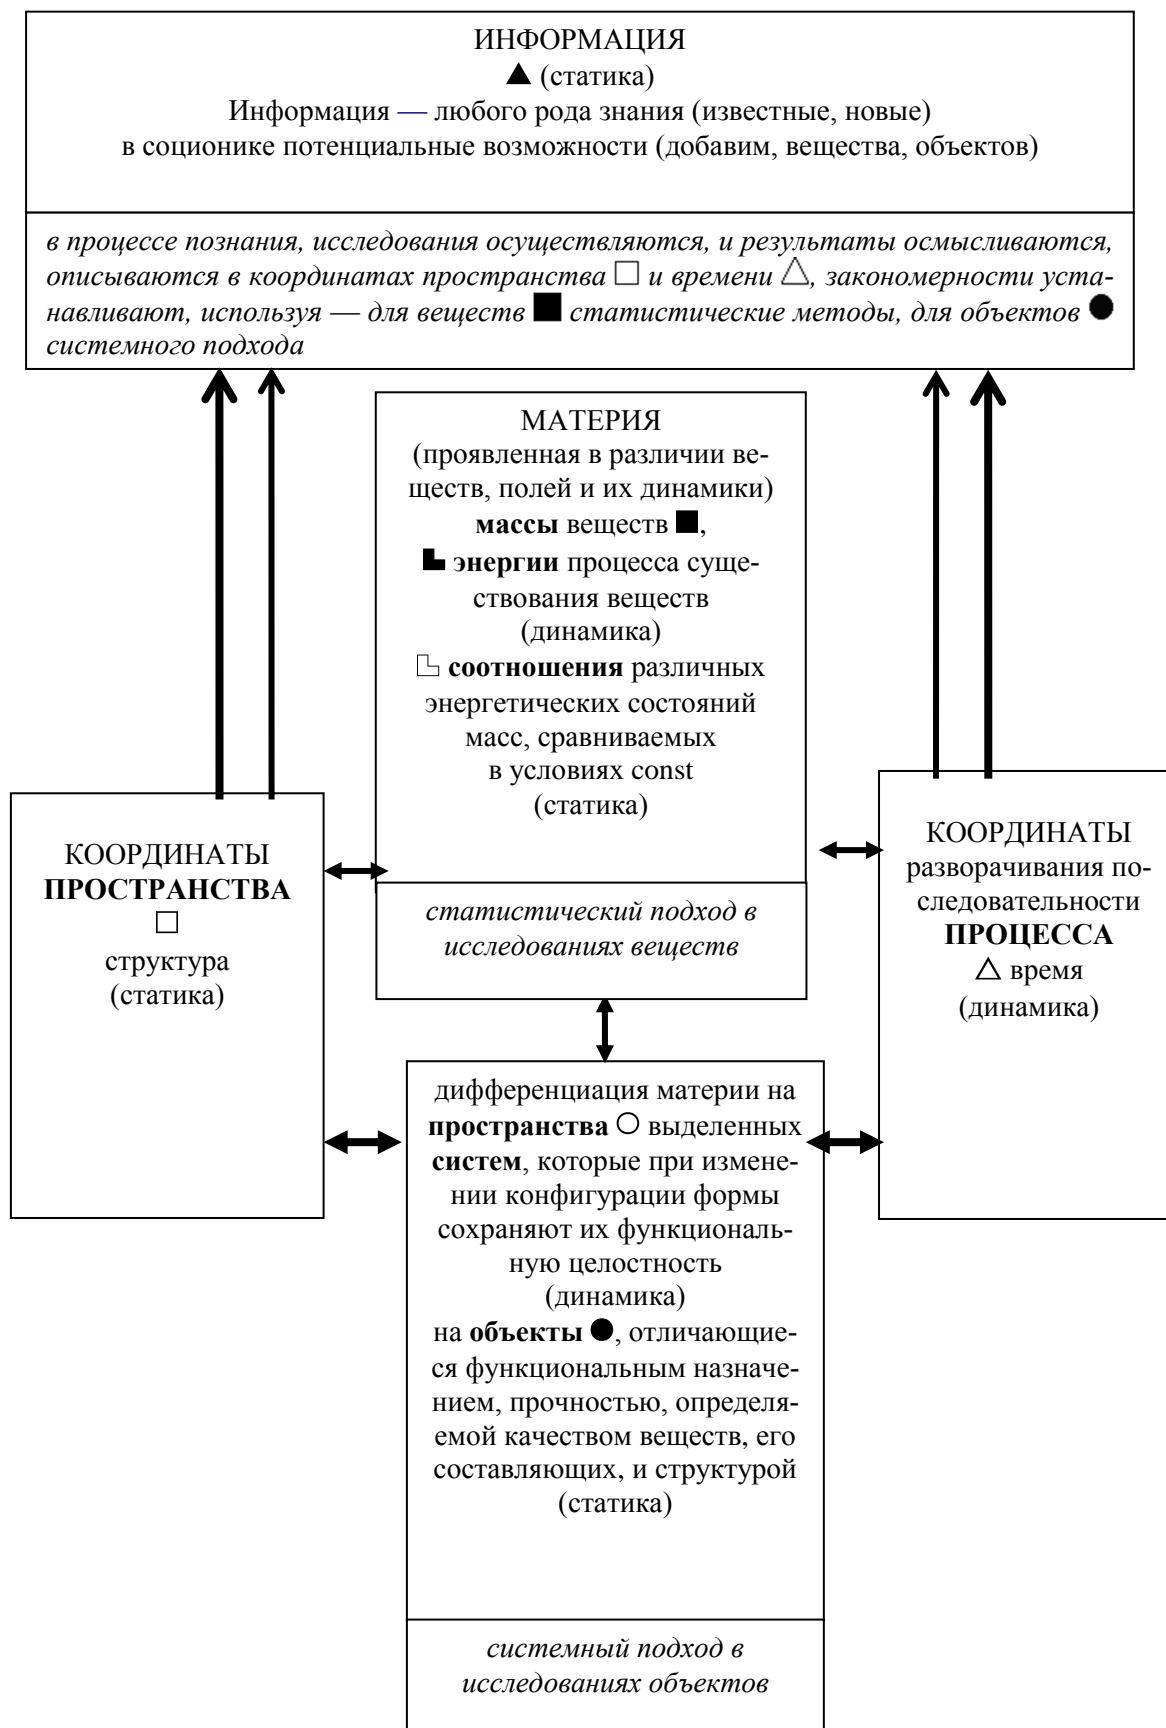 ИНФОРМАЦИЯ
▲ (статика)
Информация — любого рода знания (известные, новые)
в соционике потенциальные возможности (добавим, вещества, объектов)
в процессе познания, исследования осуществляются, и результаты осмысливаются,
описываются в координатах пространства □ и времени △, закономерности уста-
навливают, используя — для веществ ■ статистические методы, для объектов ●
системного подхода
МАТЕРИЯ
(проявленная в различии ве-
ществ, полей и их динамики)
массы веществ ■,
▙ энергии процесса суще-
ствования веществ
(динамика)
соотношения различных
энергетических состояний
масс, сравниваемых
в условиях const
(статика)
статистический подход в
исследованиях веществ
КООРДИНАТЫ
ПРОСТРАНСТВА
□
структура
(статика)
КООРДИНАТЫ
разворачивания по-
следовательности
ПРОЦЕССА
△ время
(динамика)
дифференциация материи на
пространства ○ выделенных
систем, которые при измене-
нии конфигурации формы
сохраняют их функциональ-
ную целостность
(динамика)
на объекты ●, отличающие-
ся функциональным назначе-
нием, прочностью, определя-
емой качеством веществ, его
составляющих, и структурой
(статика)
системный подход в
исследованиях объектов